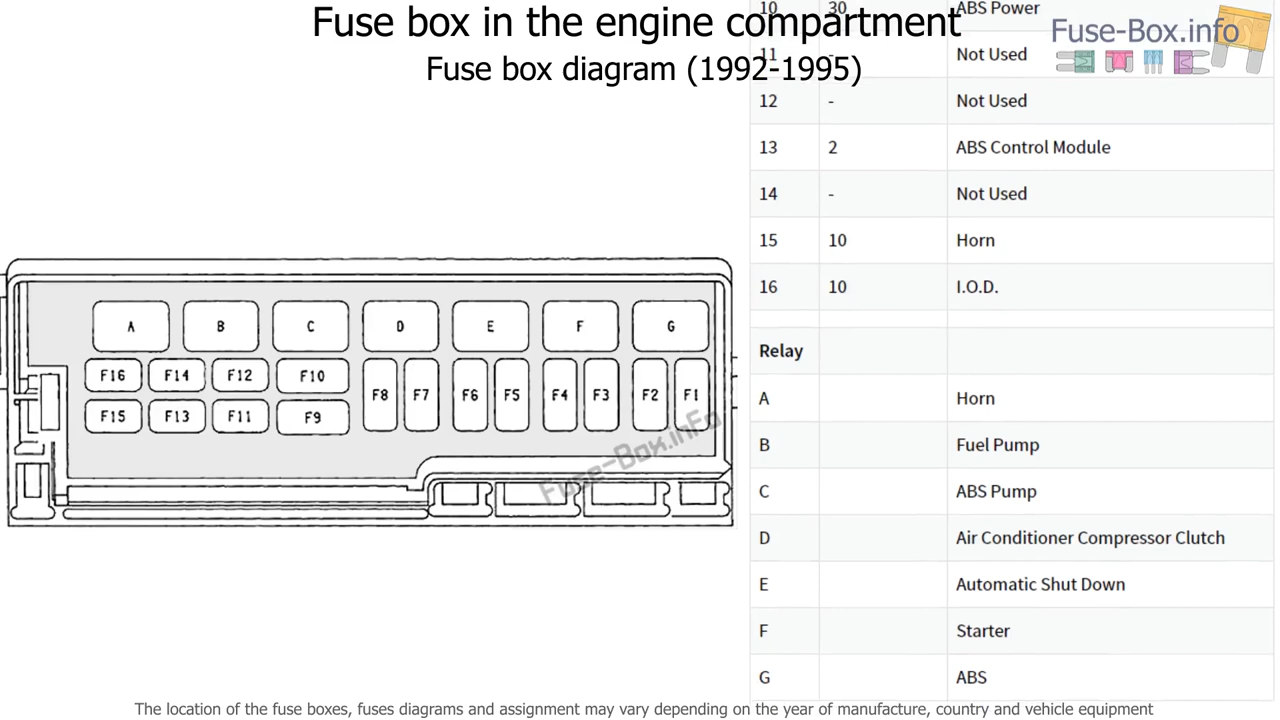 Fuse box in the engine compartment
Fuse box diagram (1992-1995)
Fuse-Box.info
10 30 ABS Power
11 - Not Used
12 - Not Used
13 2 ABS Control Module
14 - Not Used
15 10 Horn
16 10 I.O.D.
Relay
A Horn
B Fuel Pump
C ABS Pump
D Air Conditioner Compressor Clutch
E Automatic Shut Down
F Starter
G ABS
A B C D E F G
F16 F14 F12 F10 F8 F7 F6 F5 F4 F3 F2 F1
F15 F13 F11 F9
Fuse-Box.inFo
The location of the fuse boxes, fuses diagrams and assignment may vary depending on the year of manufacture, country and vehicle equipment